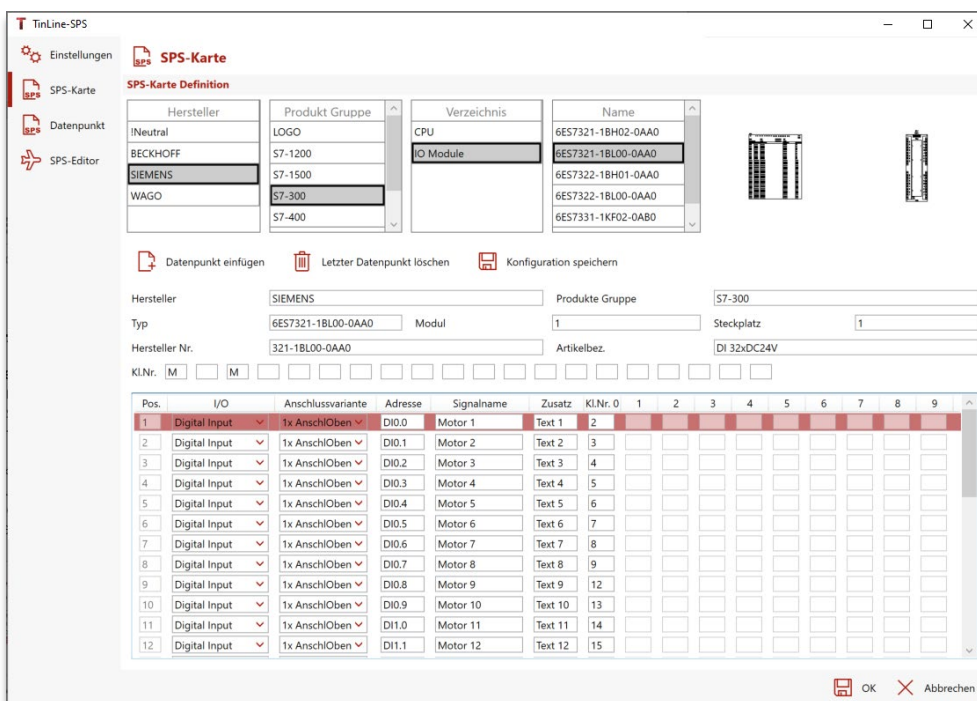 TinLine-SPS
Einstellungen
SPS-Karte
Datenpunkt
SPS-Editor
SPS-Karte
SPS-Karte Definition
Hersteller Produkt Gruppe Verzeichnis Name
!Neutral LOGO CPU 6ES7321-1BH02-0AA0
BECKHOFF S7-1200 IO Module 6ES7321-1BL00-0AA0
SIEMENS S7-1500 6ES7322-1BH01-0AA0
WAGO S7-300 6ES7322-1BL00-0AA0
S7-400 6ES7331-1KF02-0AB0
Datenpunkt einfügen Letzter Datenpunkt löschen Konfiguration speichern
Hersteller SIEMENS Produkte Gruppe S7-300
Typ 6ES7321-1BL00-0AA0 Modul 1 Steckplatz 1
Hersteller Nr. 321-1BL00-0AA0 Artikelbez. DI 32xDC24V
Kl.Nr. M M
Pos. I/O Anschlussvariante Adresse Signalname Zusatz Kl.Nr. 0 1 2 3 4 5 6 7 8 9
1 Digital Input 1x AnschlOben DI0.0 Motor 1 Text 1 2
2 Digital Input 1x AnschlOben DI0.1 Motor 2 Text 2 3
3 Digital Input 1x AnschlOben DI0.2 Motor 3 Text 3 4
4 Digital Input 1x AnschlOben DI0.3 Motor 4 Text 4 5
5 Digital Input 1x AnschlOben DI0.4 Motor 5 Text 5 6
6 Digital Input 1x AnschlOben DI0.5 Motor 6 Text 6 7
7 Digital Input 1x AnschlOben DI0.6 Motor 7 Text 7 8
8 Digital Input 1x AnschlOben DI0.7 Motor 8 Text 8 9
9 Digital Input 1x AnschlOben DI0.8 Motor 9 Text 9 12
10 Digital Input 1x AnschlOben DI0.9 Motor 10 Text 10 13
11 Digital Input 1x AnschlOben DI1.0 Motor 11 Text 11 14
12 Digital Input 1x AnschlOben DI1.1 Motor 12 Text 12 15
OK Abbrechen